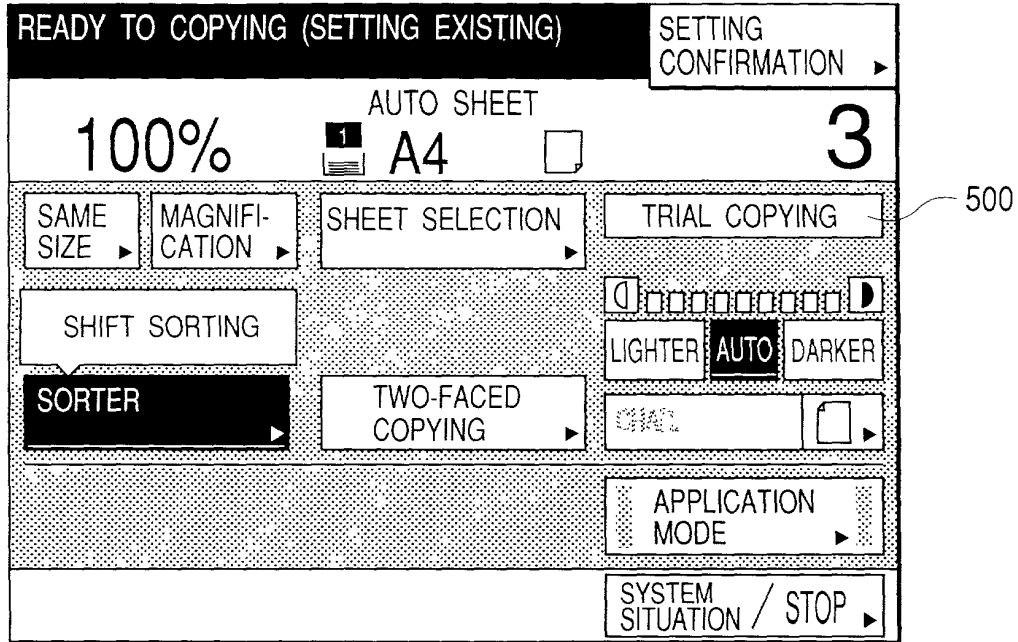 READY TO COPYING (SETTING EXISTING)
SETTING
CONFIRMATION
100%
AUTO SHEET
1
A4
3
SAME
SIZE
MAGNIFI-
CATION
SHEET SELECTION
TRIAL COPYING
500
SHIFT SORTING
LIGHTER
AUTO
DARKER
SORTER
TWO-FACED
COPYING
APPLICATION
MODE
SYSTEM
SITUATION / STOP